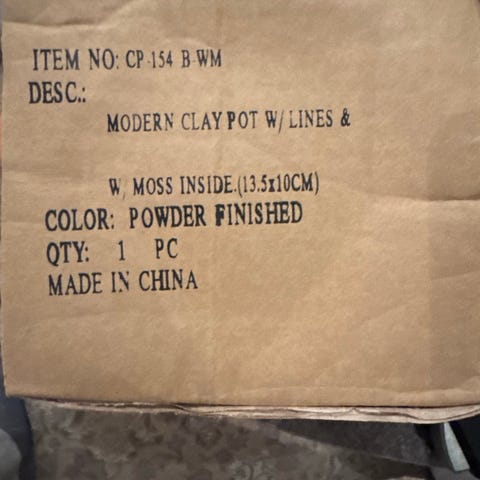 ITEM NO: CP-154 B-WM
DESC.:
MODERN CLAY POT W/ LINES &
W/ MOSS INSIDE.(13.5x10CM)
COLOR: POWDER FINISHED
QTY: 1 PC
MADE IN CHINA